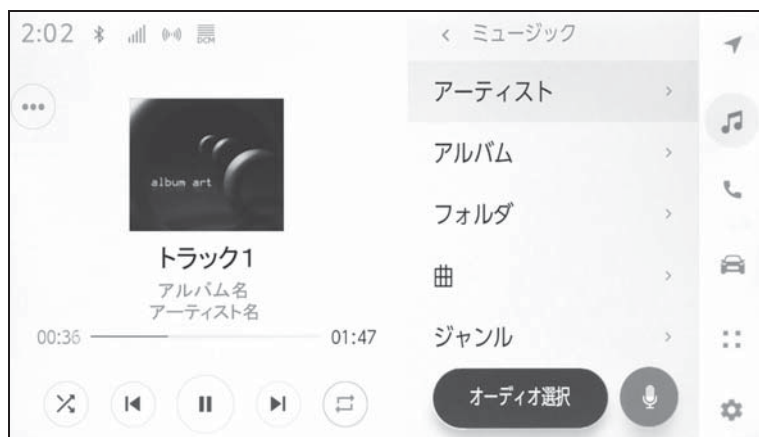 2:02
DCM
album art
トラック1
アルバム名
アーティスト名
00:36
01:47
ミュージック
アーティスト
アルバム
フォルダ
曲
ジャンル
オーディオ選択